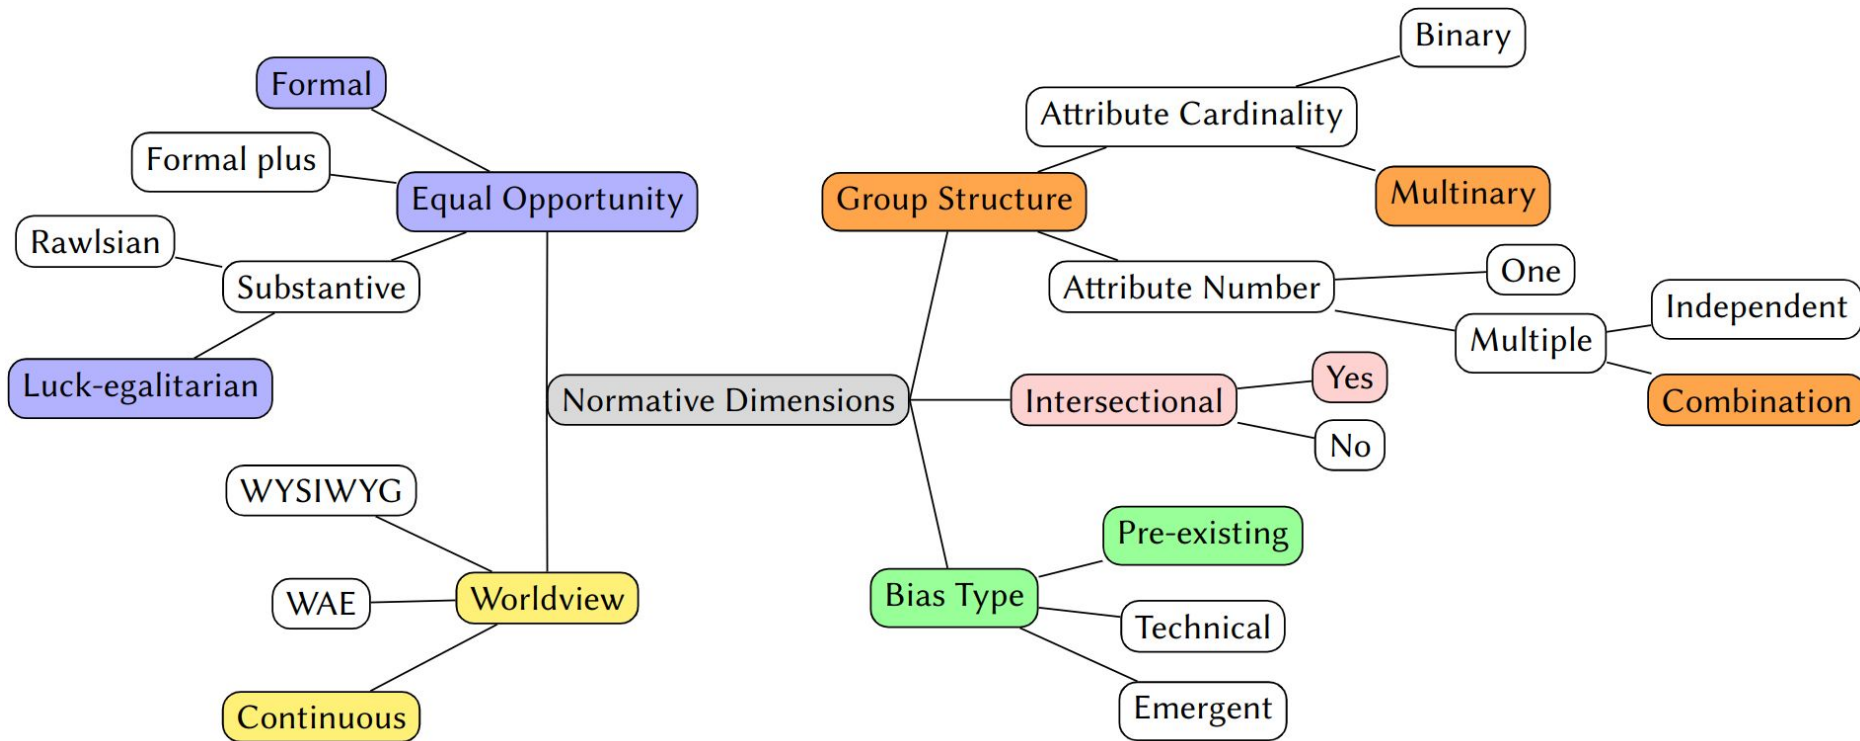 Binary
Formal
Attribute Cardinality
Formal plus
Multinary
Equal Opportunity
Group Structure
Rawlsian
One
Substantive
Attribute Number
Independent
Multiple
Luck-egalitarian
Normative Dimensions
Intersectional
Yes
Combination
No
WYSIWYG
Pre-existing
WAE
Worldview
Bias Type
Technical
Continuous
Emergent